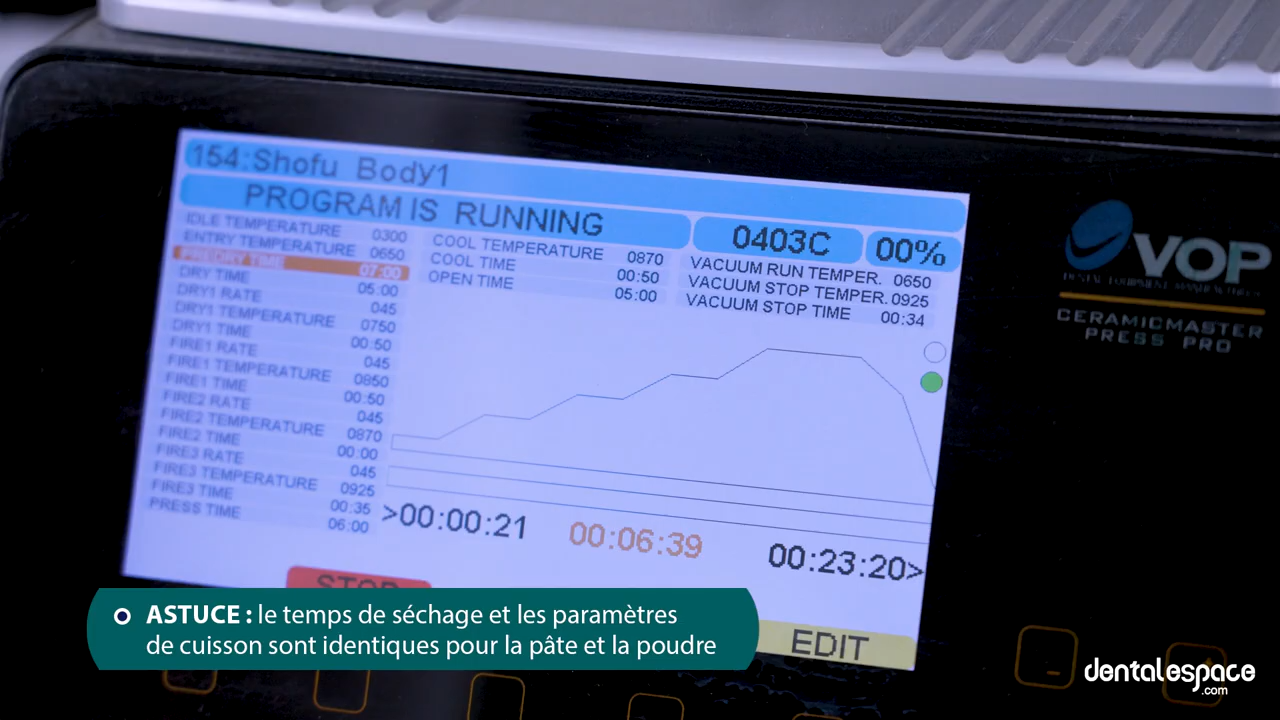 154:Shofu Body1
PROGRAM IS RUNNING
0403C
00%
IDLE TEMPERATURE 0300
ENTRY TEMPERATURE 0650
PREDRY TIME 07:00
DRY TIME 05:00
DRY1 RATE 045
DRY1 TEMPERATURE 0750
DRY1 TIME 00:50
FIRE1 RATE 045
FIRE1 TEMPERATURE 0850
FIRE1 TIME 00:50
FIRE2 RATE 045
FIRE2 TEMPERATURE 0870
FIRE2 TIME 00:00
FIRE3 RATE 045
FIRE3 TEMPERATURE 0925
FIRE3 TIME 00:35
PRESS TIME 06:00
COOL TEMPERATURE 0870
COOL TIME 00:50
OPEN TIME 05:00
VACUUM RUN TEMPER. 0650
VACUUM STOP TEMPER. 0925
VACUUM STOP TIME 00:34
>00:00:21
00:06:39
00:23:20>
STOP
EDIT
VOP
DENTAL EQUIPMENT MANUFACTURES
CERAMICMASTER
PRESS PRO
ASTUCE : le temps de séchage et les paramètres
de cuisson sont identiques pour la pâte et la poudre
dentalespace
.com